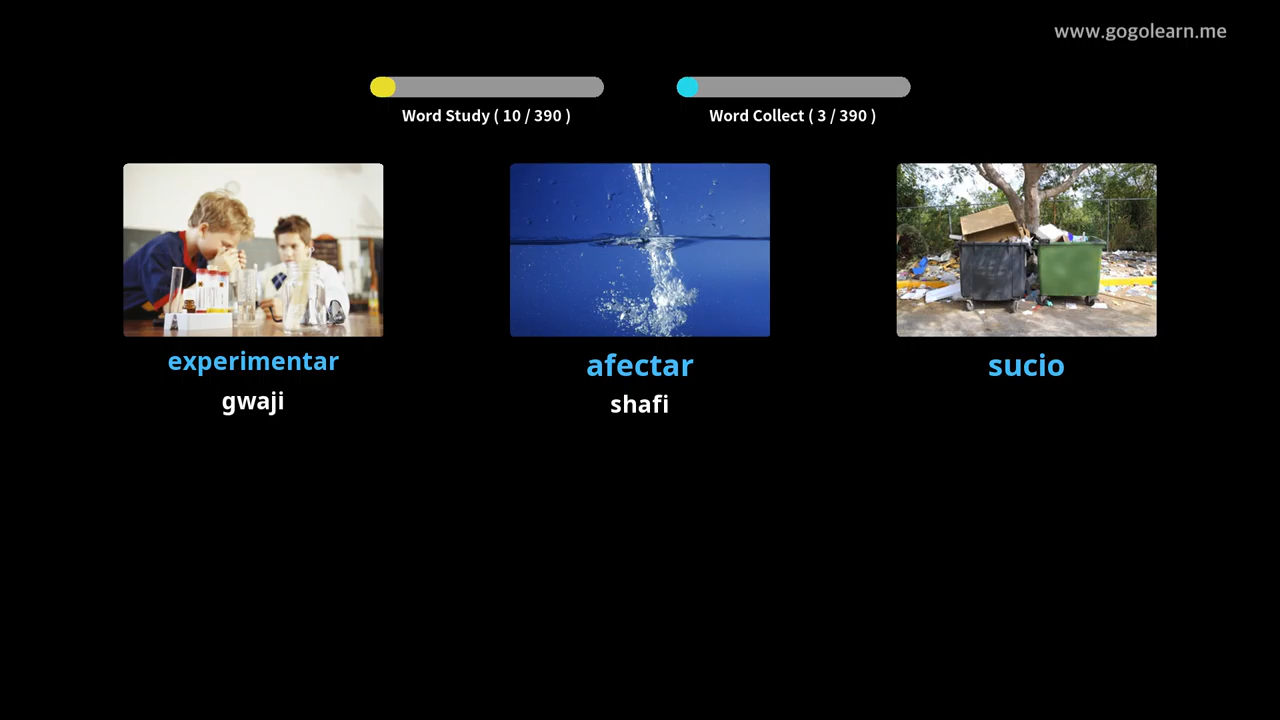 www.gogolearn.me
Word Study ( 10 / 390 )
Word Collect ( 3 / 390 )
experimentar
gwaji
afectar
shafi
sucio